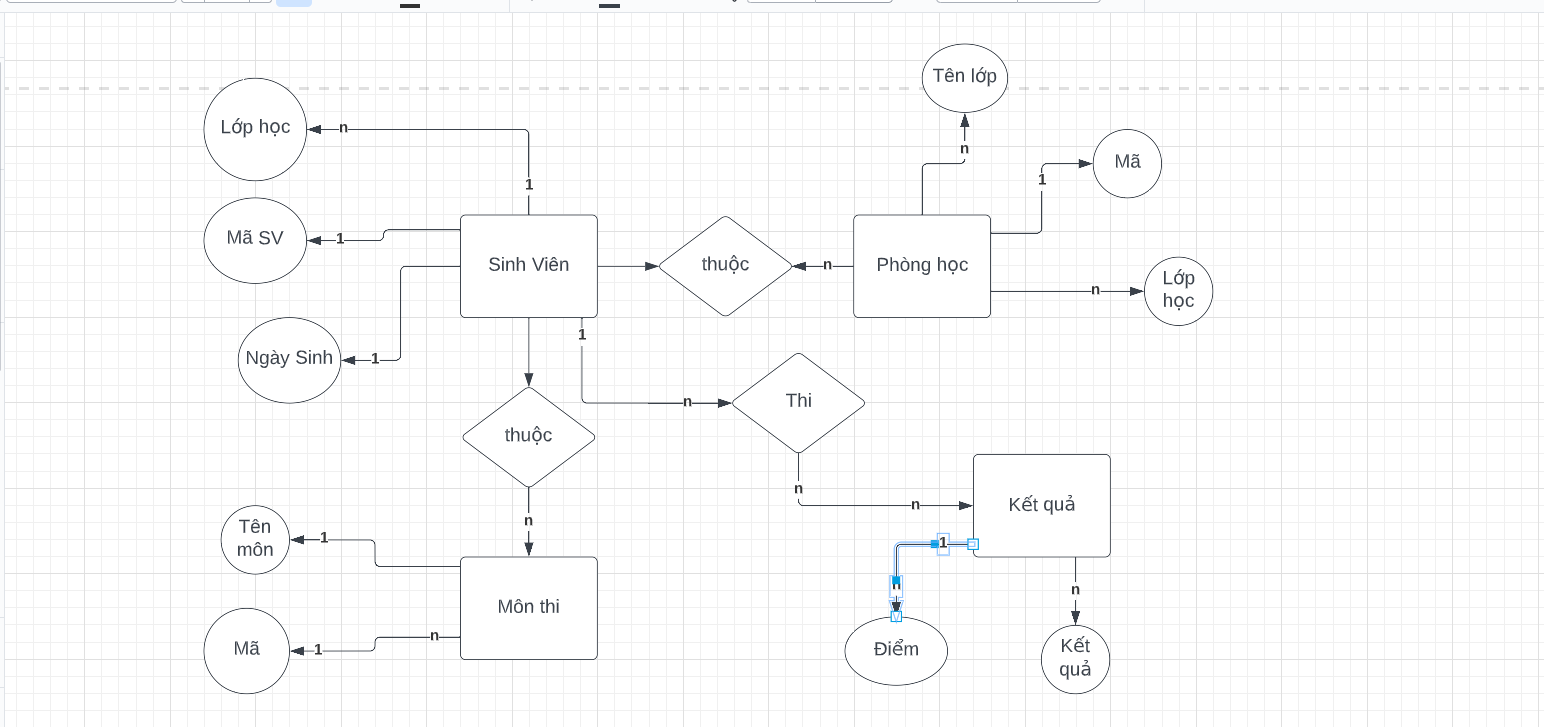 Tên lớp
Lớp học
n
n
Mã
1
1
Mã SV
1
Sinh Viên
thuộc
n
Phòng học
n
Lớp
học
1
Ngày Sinh
1
n
Thi
thuộc
n
n
Kết quả
n
Tên
môn
1
1
n
n
Môn thi
n
Mã
1
Điểm
Kết
quả